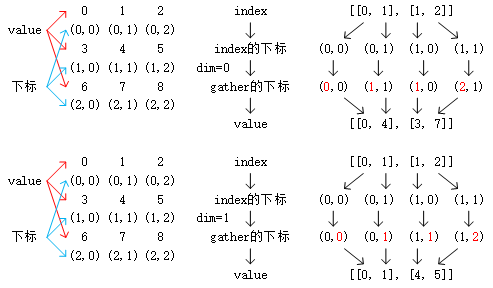 0 1 2 index [[0, 1], [1, 2]]
value (0,0) (0,1) (0,2)
3 4 5 index的下标 (0,0) (0,1) (1,0) (1,1)
(1,0) (1,1) (1,2) dim=0
下标 6 7 8 gather的下标 (0,0) (1,1) (1,0) (2,1)
(2,0) (2,1) (2,2)
value [[0, 4], [3, 7]]
0 1 2 index [[0, 1], [1, 2]]
value (0,0) (0,1) (0,2)
3 4 5 index的下标 (0,0) (0,1) (1,0) (1,1)
(1,0) (1,1) (1,2) dim=1
下标 6 7 8 gather的下标 (0,0) (0,1) (1,1) (1,2)
(2,0) (2,1) (2,2)
value [[0, 1], [4, 5]]